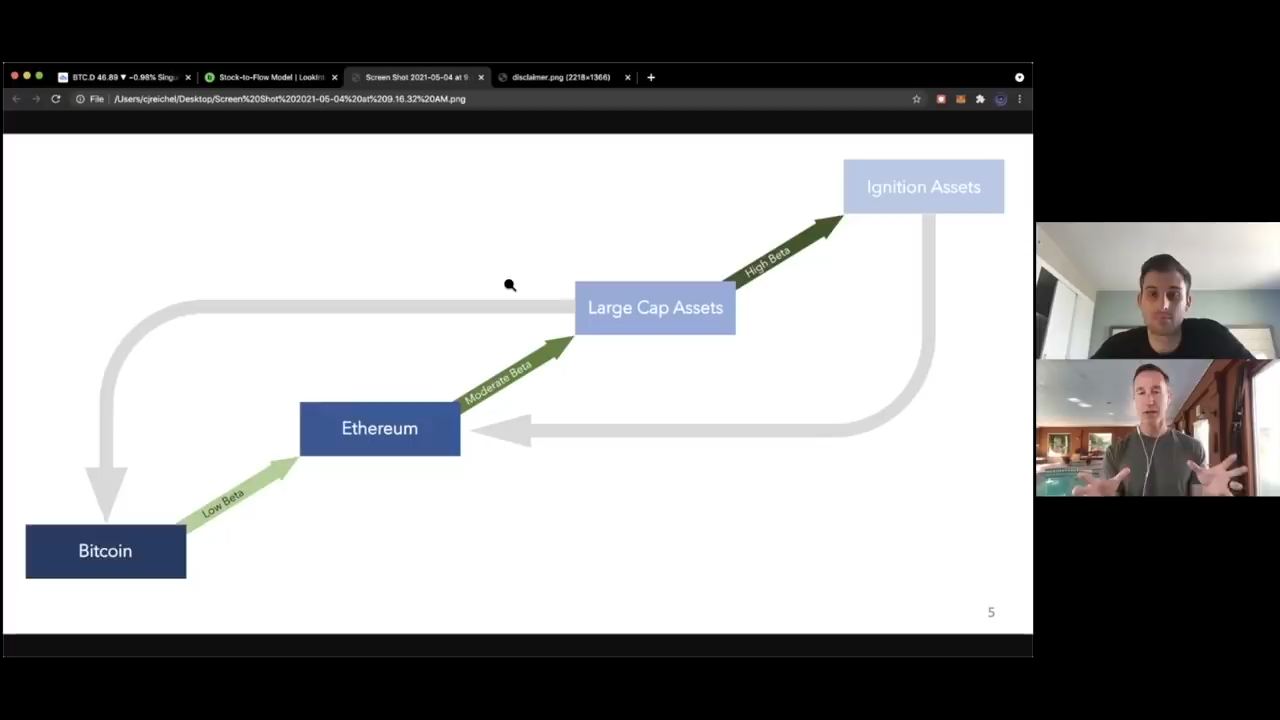 BTC.D 46.89 ▼ −0.98% Singu
Stock-to-Flow Model | LookInt
Screen Shot 2021-05-04 at 9
disclaimer.png (2218×1366)
File
/Users/cjreichel/Desktop/Screen%20Shot%202021-05-04%20at%209.16.32%20AM.png
Ignition Assets
High Beta
Large Cap Assets
Moderate Beta
Ethereum
Low Beta
Bitcoin
5